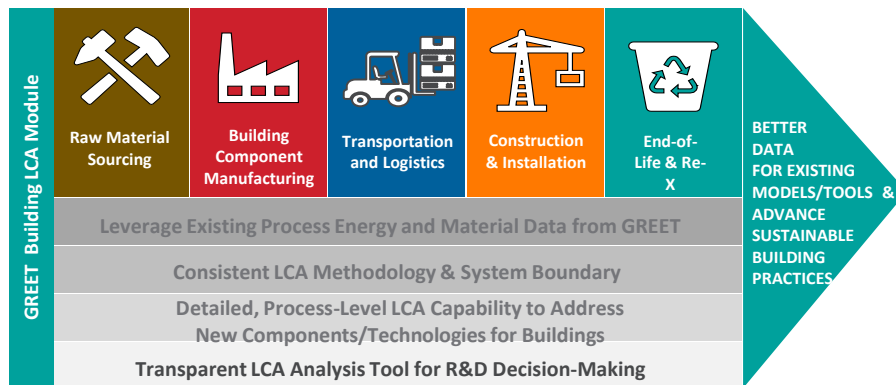 GREET Building LCA Module
Raw Material
Sourcing
Building
Component
Manufacturing
Transportation
and Logistics
Construction
& Installation
End-of-
Life & Re-
X
Leverage Existing Process Energy and Material Data from GREET
Consistent LCA Methodology & System Boundary
Detailed, Process-Level LCA Capability to Address
New Components/Technologies for Buildings
Transparent LCA Analysis Tool for R&D Decision-Making
BETTER
DATA
FOR EXISTING
MODELS/TOOLS &
ADVANCE
SUSTAINABLE
BUILDING
PRACTICES